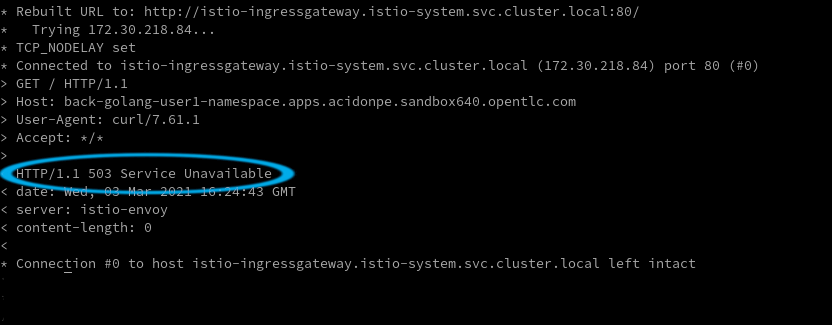 * Rebuilt URL to: http://istio-ingressgateway.istio-system.svc.cluster.local:80/
*   Trying 172.30.218.84...
* TCP_NODELAY set
* Connected to istio-ingressgateway.istio-system.svc.cluster.local (172.30.218.84) port 80 (#0)
> GET / HTTP/1.1
> Host: back-golang-user1-namespace.apps.acidonpe.sandbox640.opentlc.com
> User-Agent: curl/7.61.1
> Accept: */*
>
HTTP/1.1 503 Service Unavailable
< date: Wed, 03 Mar 2021 16:24:43 GMT
< server: istio-envoy
< content-length: 0
<
* Connection #0 to host istio-ingressgateway.istio-system.svc.cluster.local left intact